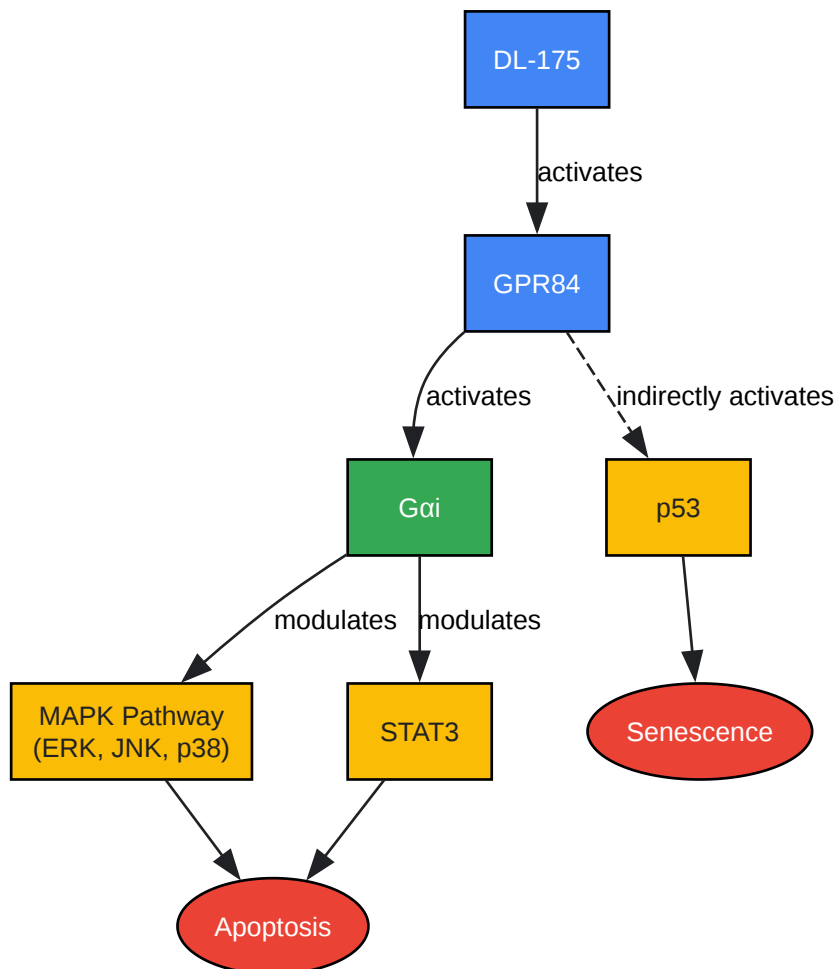 DL-175
activates
GPR84
activates
indirectly activates
Gαi
p53
modulates
modulates
MAPK Pathway
(ERK, JNK, p38)
STAT3
Senescence
Apoptosis